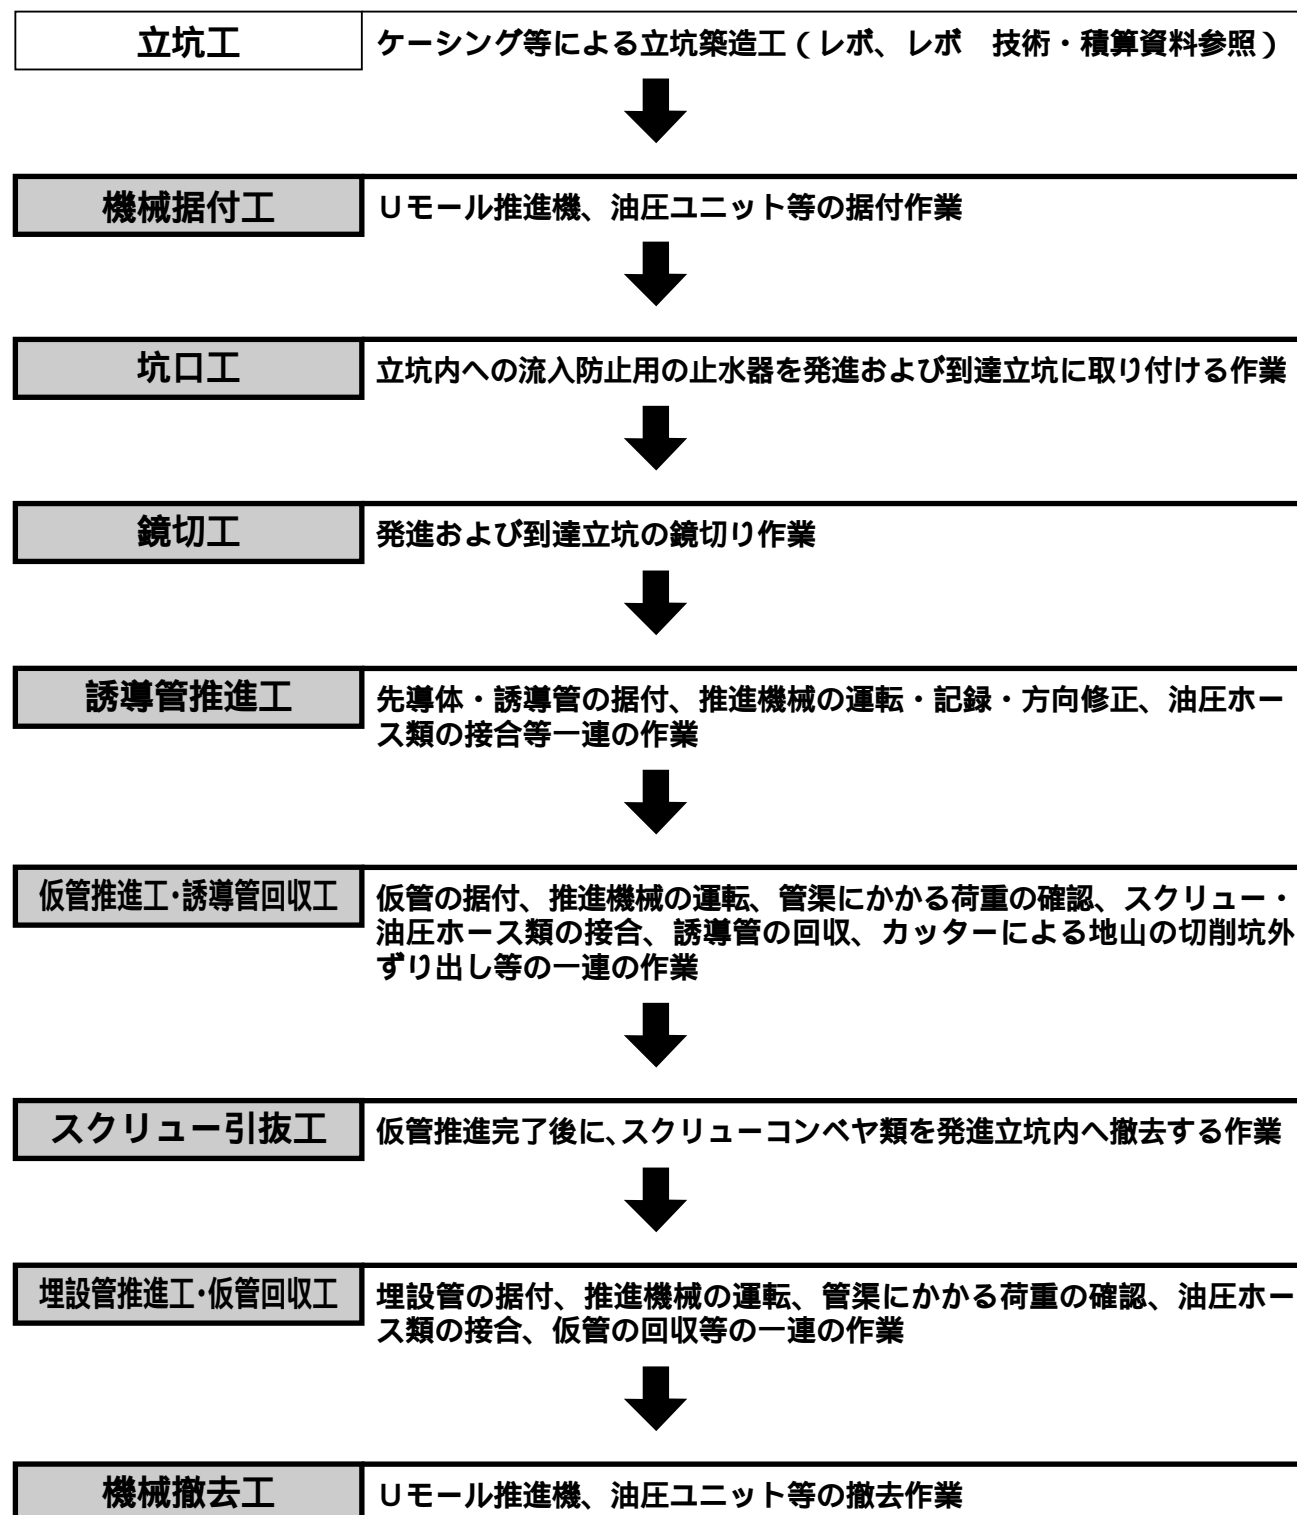 立坑工
ケーシング等による立坑築造工（レボ、レボ　技術・積算資料参照）
機械据付工
Uモール推進機、油圧ユニット等の据付作業
坑口工
立坑内への流入防止用の止水器を発進および到達立坑に取り付ける作業
鏡切工
発進および到達立坑の鏡切り作業
誘導管推進工
先導体・誘導管の据付、推進機械の運転・記録・方向修正、油圧ホー
ス類の接合等一連の作業
仮管推進工･誘導管回収工
仮管の据付、推進機械の運転、管渠にかかる荷重の確認、スクリュー・
油圧ホース類の接合、誘導管の回収、カッターによる地山の切削坑外
ずり出し等の一連の作業
スクリュー引抜工
仮管推進完了後に、スクリューコンベヤ類を発進立坑内へ撤去する作業
埋設管推進工･仮管回収工
埋設管の据付、推進機械の運転、管渠にかかる荷重の確認、油圧ホー
ス類の接合、仮管の回収等の一連の作業
機械撤去工
Uモール推進機、油圧ユニット等の撤去作業